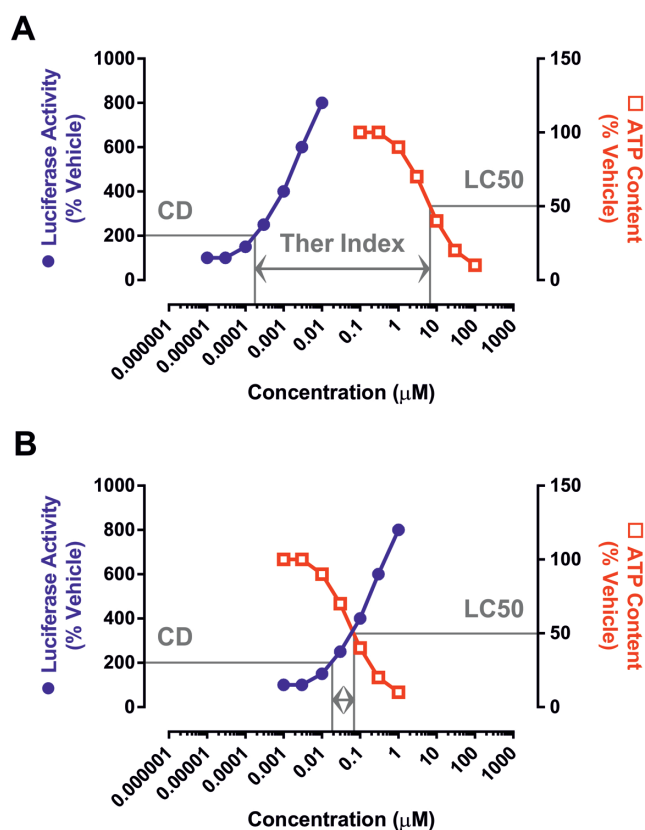 A
● Luciferase Activity
(% Vehicle)
1000
800
600
400
200
0
CD
Ther Index
LC50
150
100
50
0
□ ATP Content
(% Vehicle)
0.000001
0.00001
0.0001
0.001
0.01
0.1
1
10
100
1000
Concentration (μM)
B
● Luciferase Activity
(% Vehicle)
1000
800
600
400
200
0
CD
LC50
150
100
50
0
□ ATP Content
(% Vehicle)
0.000001
0.00001
0.0001
0.001
0.01
0.1
1
10
100
1000
Concentration (μM)